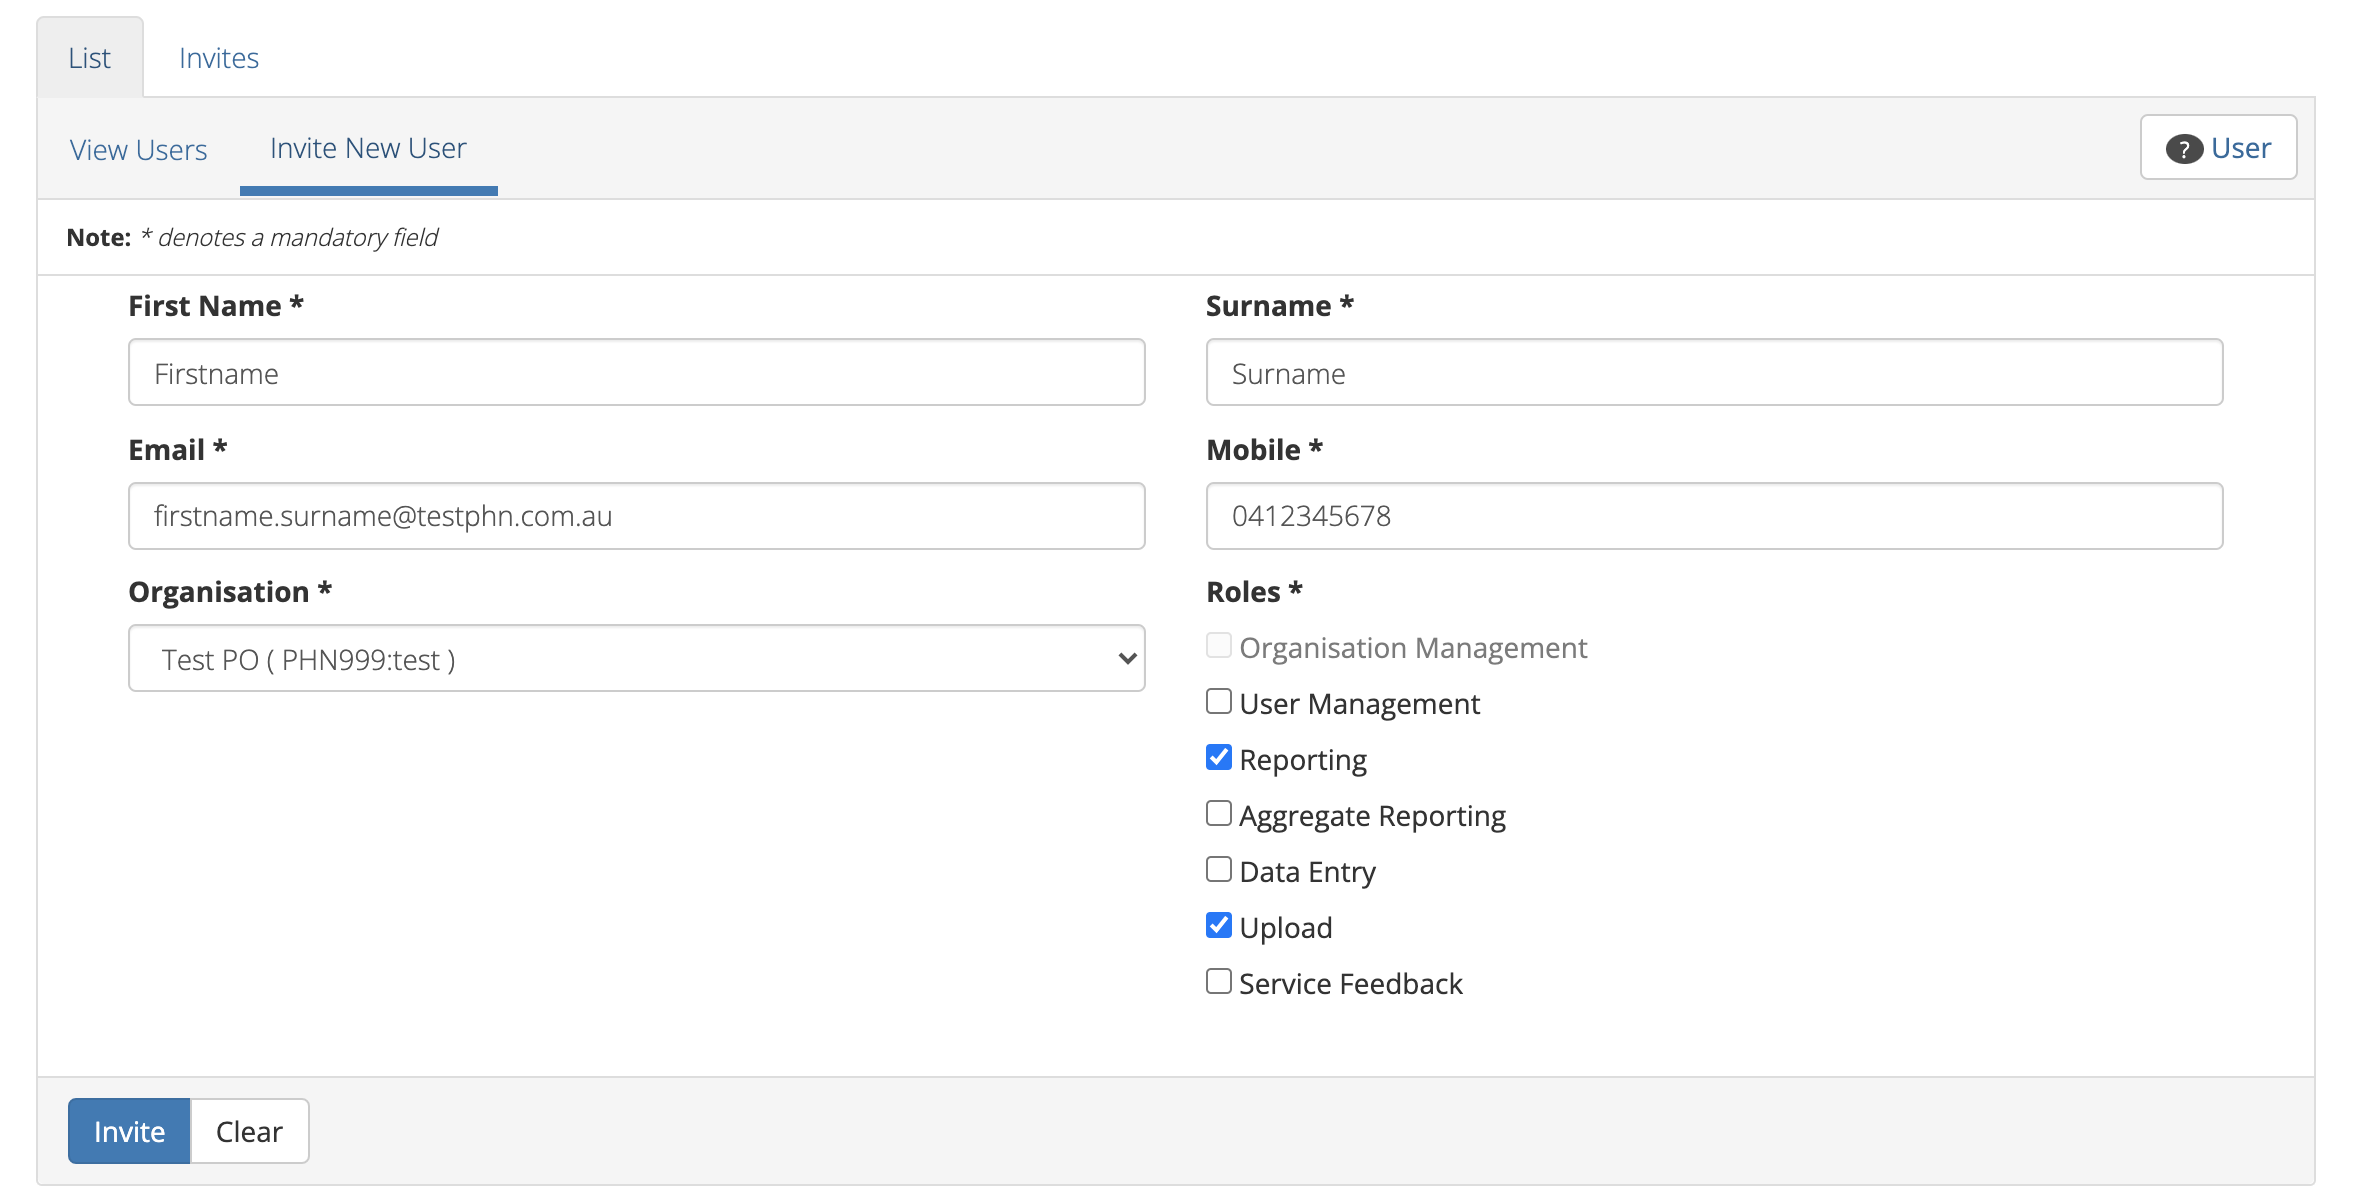 List Invites
View Users Invite New User ? User
Note: * denotes a mandatory field
First Name * Surname *
Firstname Surname
Email * Mobile *
firstname.surname@testphn.com.au 0412345678
Organisation * Roles *
Test PO ( PHN999:test ) Organisation Management
User Management
Reporting
Aggregate Reporting
Data Entry
Upload
Service Feedback
Invite Clear